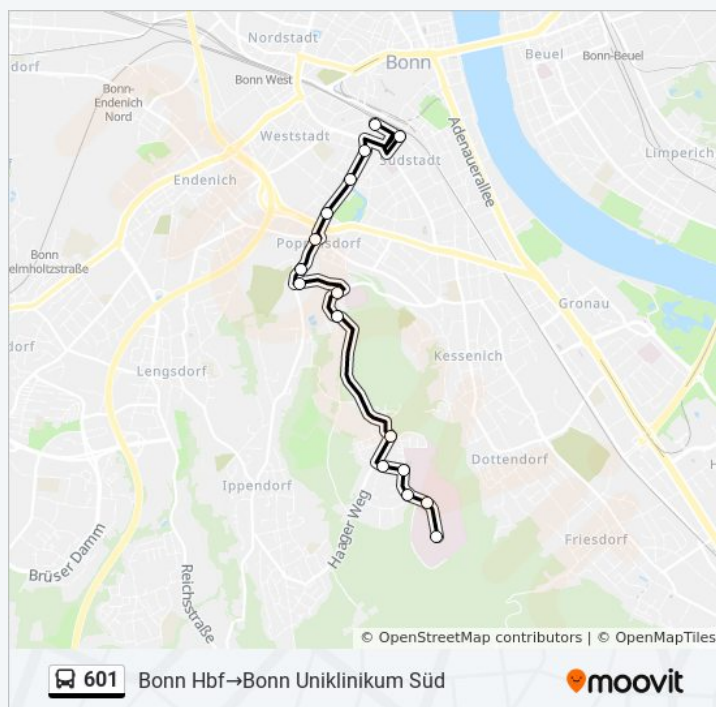 Nordstadt
Bonn
Beuel
Bonn-Beuel
dorf
Bonn West
Bonn-
Endenich
Nord
Weststadt
Adenauerallee
Limperich
Südstadt
Endenich
Bonn
elmholtzstraße
Gronau
dorf
Kessenich
Lengsdorf
Dottendorf
H
Ippendorf
Haager Weg
Friesdorf
Brüser Damm
Reichsstraße
© OpenStreetMap contributors | © OpenMapTiles
601 Bonn Hbf→Bonn Uniklinikum Süd
moovit